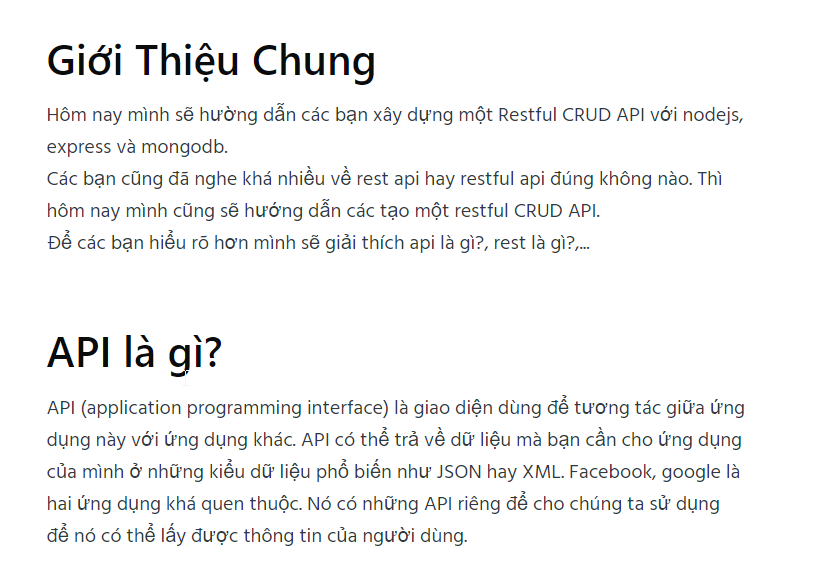 Giới Thiệu Chung
Hôm nay mình sẽ hường dẫn các bạn xây dựng một Restful CRUD API với nodejs,
express và mongodb.
Các bạn cũng đã nghe khá nhiều về rest api hay restful api đúng không nào. Thì
hôm nay mình cũng sẽ hướng dẫn các tạo một restful CRUD API.
Để các bạn hiểu rõ hơn mình sẽ giải thích api là gì?, rest là gì?,...
API là gì?
API (application programming interface) là giao diện dùng để tương tác giữa ứng
dụng này với ứng dụng khác. API có thể trả về dữ liệu mà bạn cần cho ứng dụng
của mình ở những kiểu dữ liệu phổ biến như JSON hay XML. Facebook, google là
hai ứng dụng khá quen thuộc. Nó có những API riêng để cho chúng ta sử dụng
để nó có thể lấy được thông tin của người dùng.